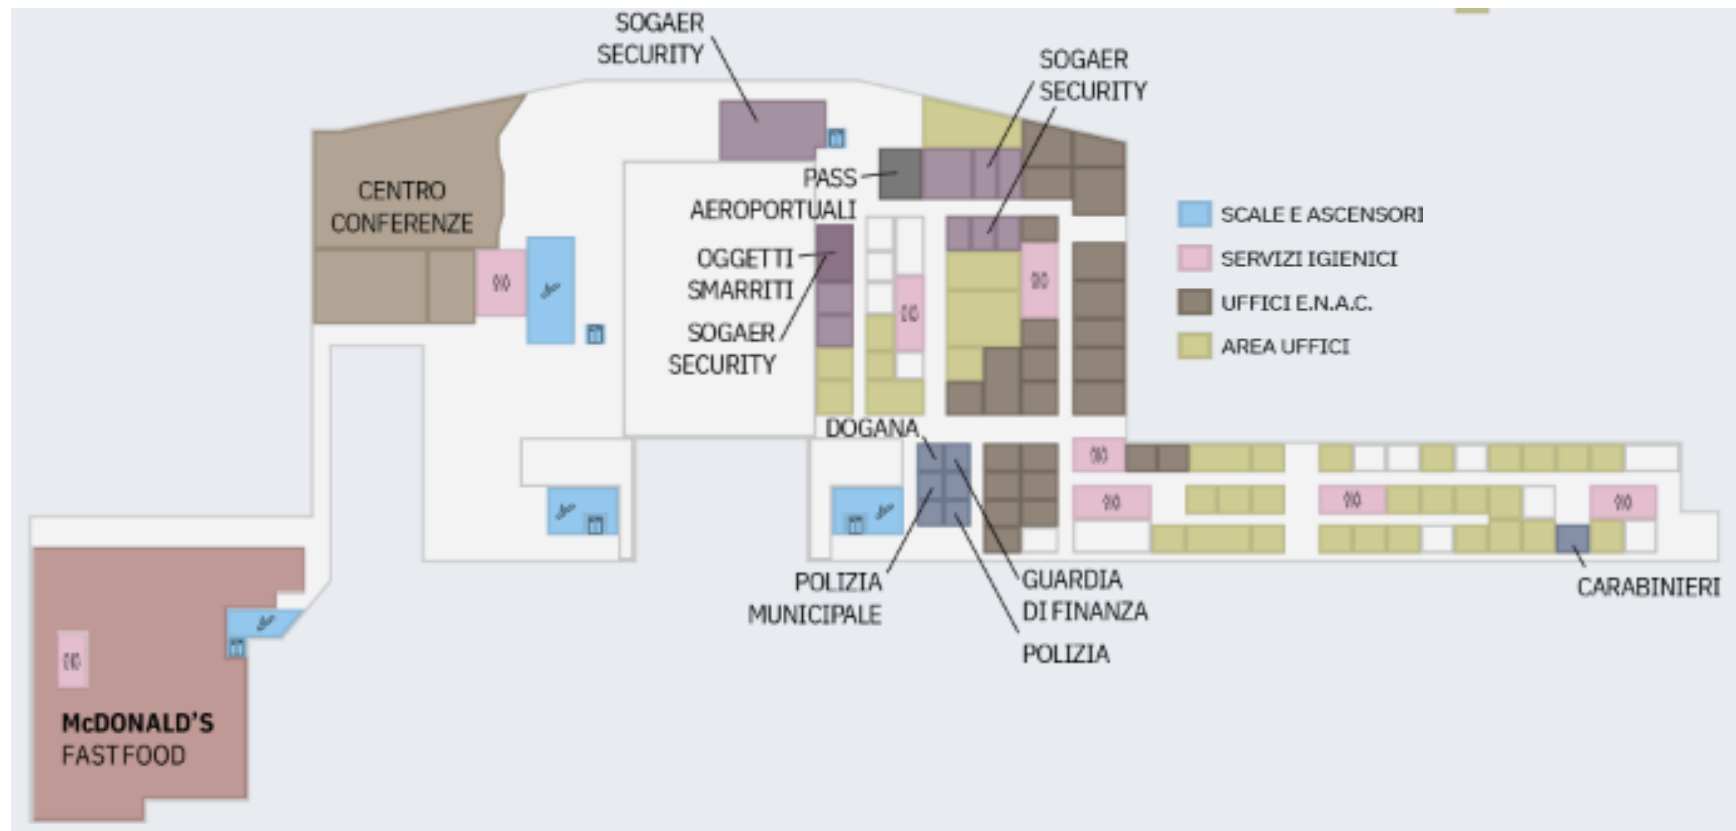 SOGAER
SECURITY
SOGAER
SECURITY
CENTRO
CONFERENZE
PASS
AEROPORTUALI
OGGETTI
SMARRITI
SOGAER
SECURITY
SCALE E ASCENSORI
SERVIZI IGIENICI
UFFICI E.N.A.C.
AREA UFFICI
DOGANA
POLIZIA
MUNICIPALE
GUARDIA
DI FINANZA
POLIZIA
CARABINIERI
McDONALD'S
FAST FOOD